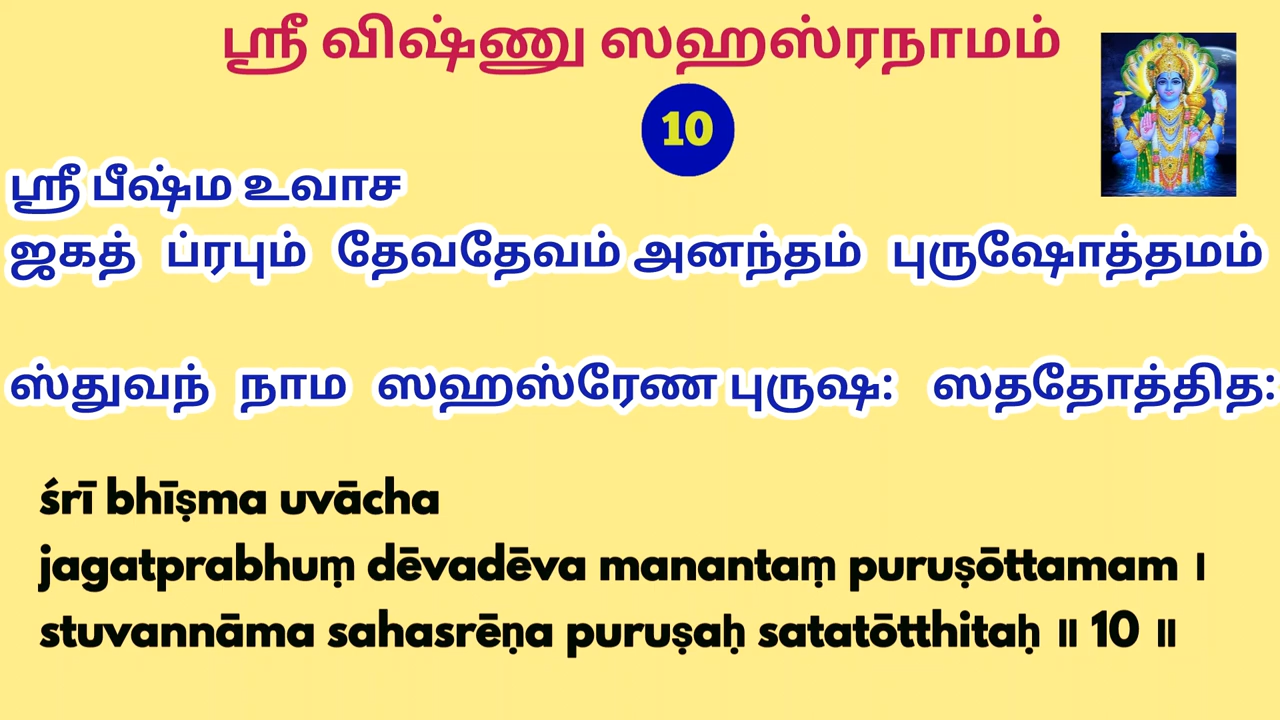 ஸ்ரீ விஷ்ணு ஸஹஸ்ரநாமம்
10
ஸ்ரீ பீஷ்ம உவாச
ஜகத் ப்ரபும் தேவதேவம் அனந்தம் புருஷோத்தமம்
ஸ்துவந் நாம ஸஹஸ்ரேண புருஷ: ஸததோத்தித:
śrī bhīṣma uvācha
jagatprabhuṃ dēvadēva manantaṃ puruṣōttamam ।
stuvannāma sahasrēṇa puruṣaḥ satatōtthitaḥ ॥ 10 ॥